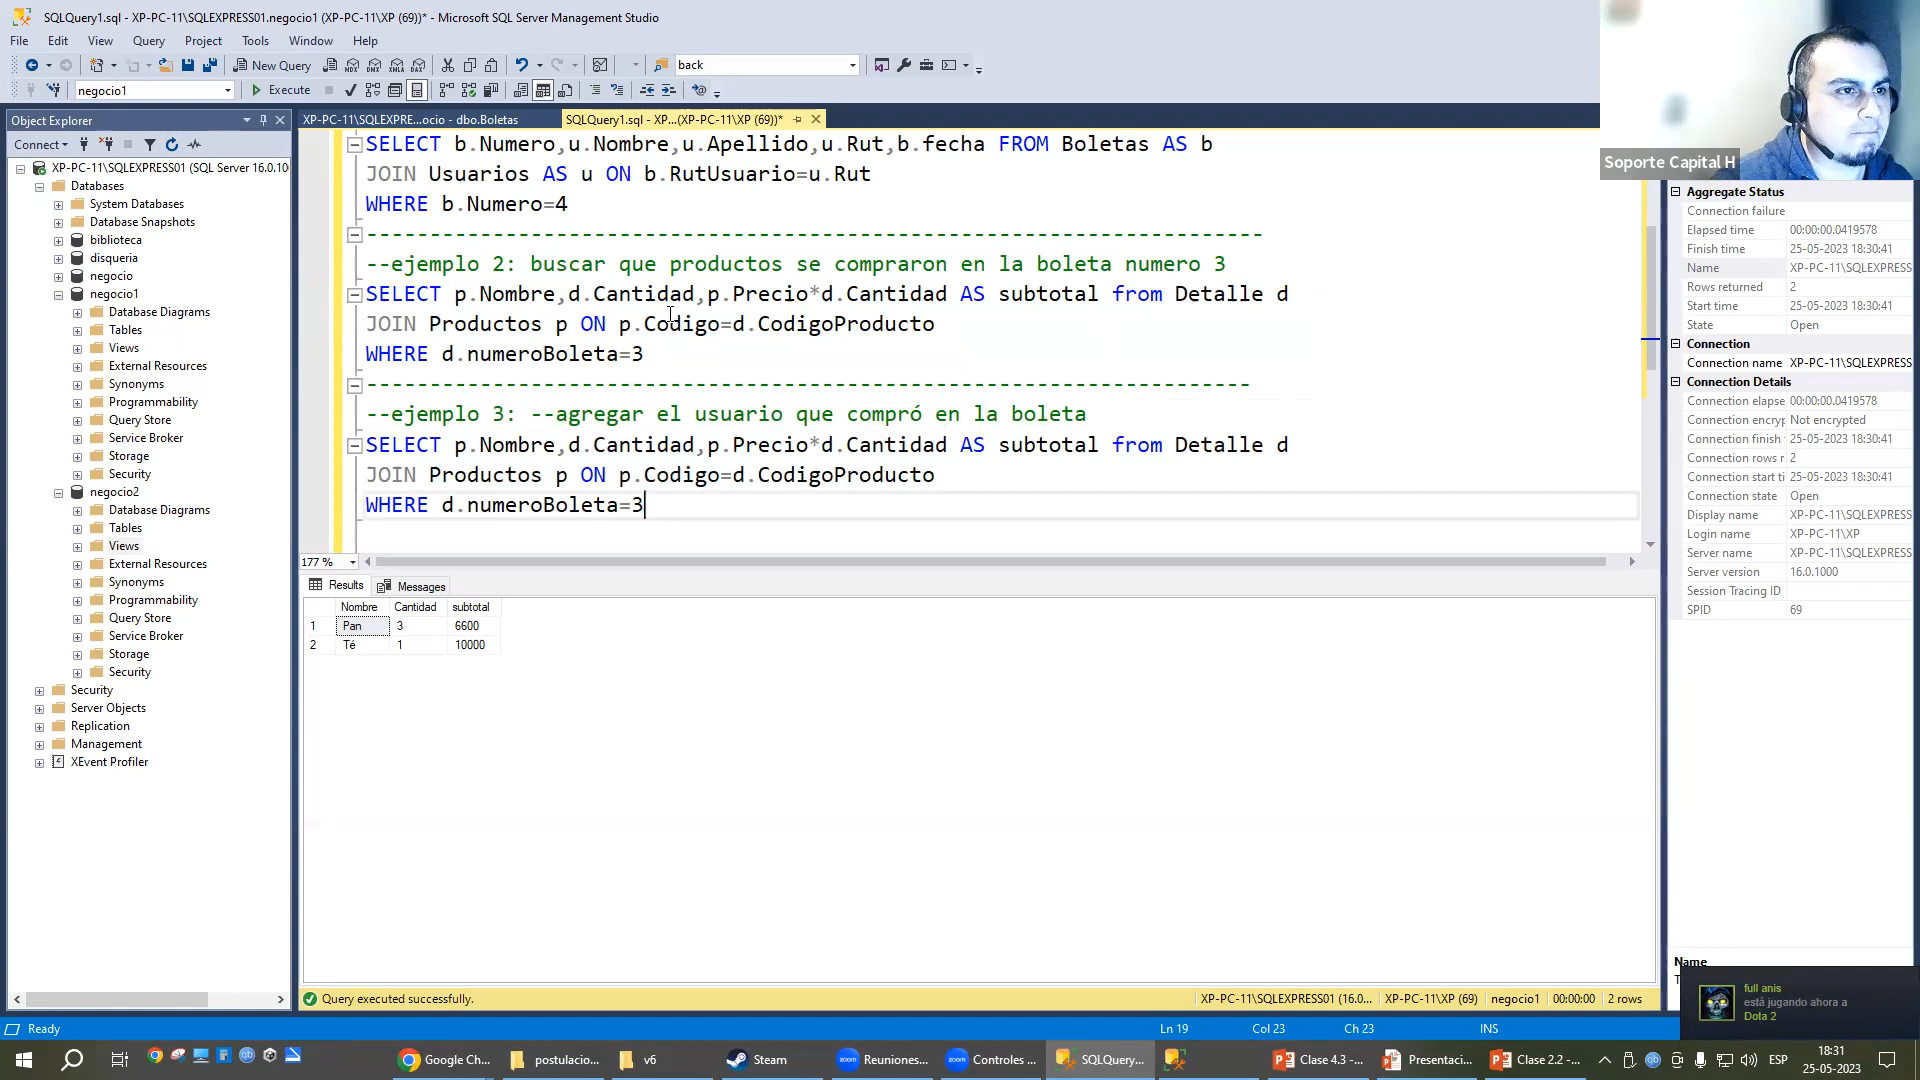 SQLQuery1.sql - XP-PC-11\SQLEXPRESS01.negocio1 (XP-PC-11\XP (69))* - Microsoft SQL Server Management Studio
File Edit View Query Project Tools Window Help
New Query
back
negocio1
Execute
Object Explorer
Connect
XP-PC-11\SQLEXPRESS01 (SQL Server 16.0.10
Databases
System Databases
Database Snapshots
biblioteca
disqueria
negocio
negocio1
Database Diagrams
Tables
Views
External Resources
Synonyms
Programmability
Query Store
Service Broker
Storage
Security
negocio2
Database Diagrams
Tables
Views
External Resources
Synonyms
Programmability
Query Store
Service Broker
Storage
Security
Security
Server Objects
Replication
Management
XEvent Profiler
XP-PC-11\SQLEXPRE...ocio - dbo.Boletas
SQLQuery1.sql - XP...(XP-PC-11\XP (69))*
SELECT b.Numero,u.Nombre,u.Apellido,u.Rut,b.fecha FROM Boletas AS b
JOIN Usuarios AS u ON b.RutUsuario=u.Rut
WHERE b.Numero=4
-----------------------------------------------------------------------
--ejemplo 2: buscar que productos se compraron en la boleta numero 3
SELECT p.Nombre,d.Cantidad,p.Precio*d.Cantidad AS subtotal from Detalle d
JOIN Productos p ON p.Codigo=d.CodigoProducto
WHERE d.numeroBoleta=3
----------------------------------------------------------------------
--ejemplo 3: --agregar el usuario que compró en la boleta
SELECT p.Nombre,d.Cantidad,p.Precio*d.Cantidad AS subtotal from Detalle d
JOIN Productos p ON p.Codigo=d.CodigoProducto
WHERE d.numeroBoleta=3
177 %
Results Messages
Nombre Cantidad subtotal
1 Pan 3 6600
2 Té 1 10000
Query executed successfully.
XP-PC-11\SQLEXPRESS01 (16.0... XP-PC-11\XP (69) negocio1 00:00:00 2 rows
Soporte Capital H
Aggregate Status
Connection failure
Elapsed time 00:00:00.0419578
Finish time 25-05-2023 18:30:41
Name XP-PC-11\SQLEXPRESS
Rows returned 2
Start time 25-05-2023 18:30:41
State Open
Connection
Connection name XP-PC-11\SQLEXPRESS
Connection Details
Connection elapse 00:00:00.0419578
Connection encryp Not encrypted
Connection finish 25-05-2023 18:30:41
Connection rows r 2
Connection start ti 25-05-2023 18:30:41
Connection state Open
Display name XP-PC-11\SQLEXPRESS
Login name XP-PC-11\XP
Server name XP-PC-11\SQLEXPRESS
Server version 16.0.1000
Session Tracing ID
SPID 69
Name
full anis
está jugando ahora a
Dota 2
Ready
Ln 19 Col 23 Ch 23 INS
Google Ch... postulacio... v6 Steam Reuniones... Controles ... SQLQuery... Clase 4.3 -... Presentaci... Clase 2.2 -...
ESP
18:31
25-05-2023